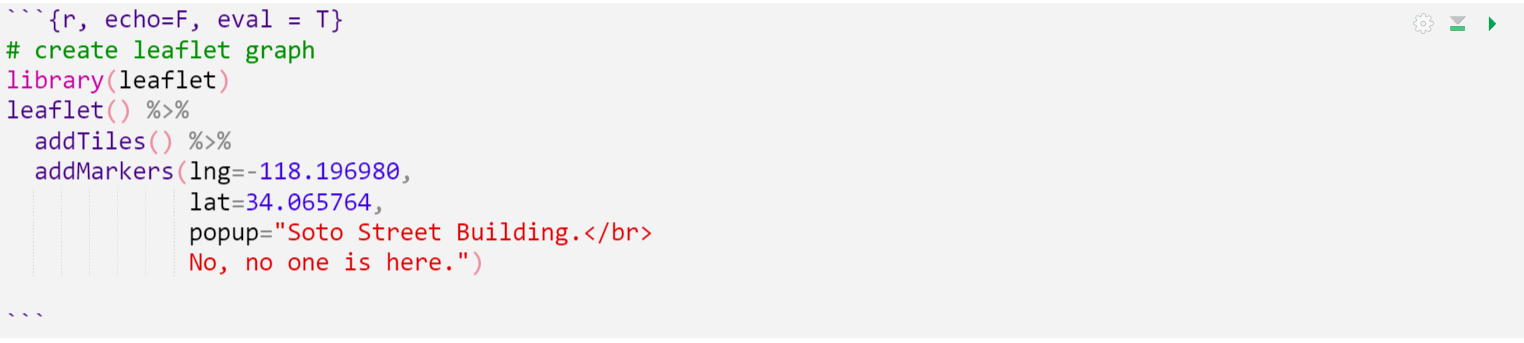 ```{r, echo=F, eval = T}
# create leaflet graph
library(leaflet)
leaflet() %>%
  addTiles() %>%
  addMarkers(lng=-118.196980,
             lat=34.065764,
             popup="Soto Street Building.</br>
             No, no one is here.")

```